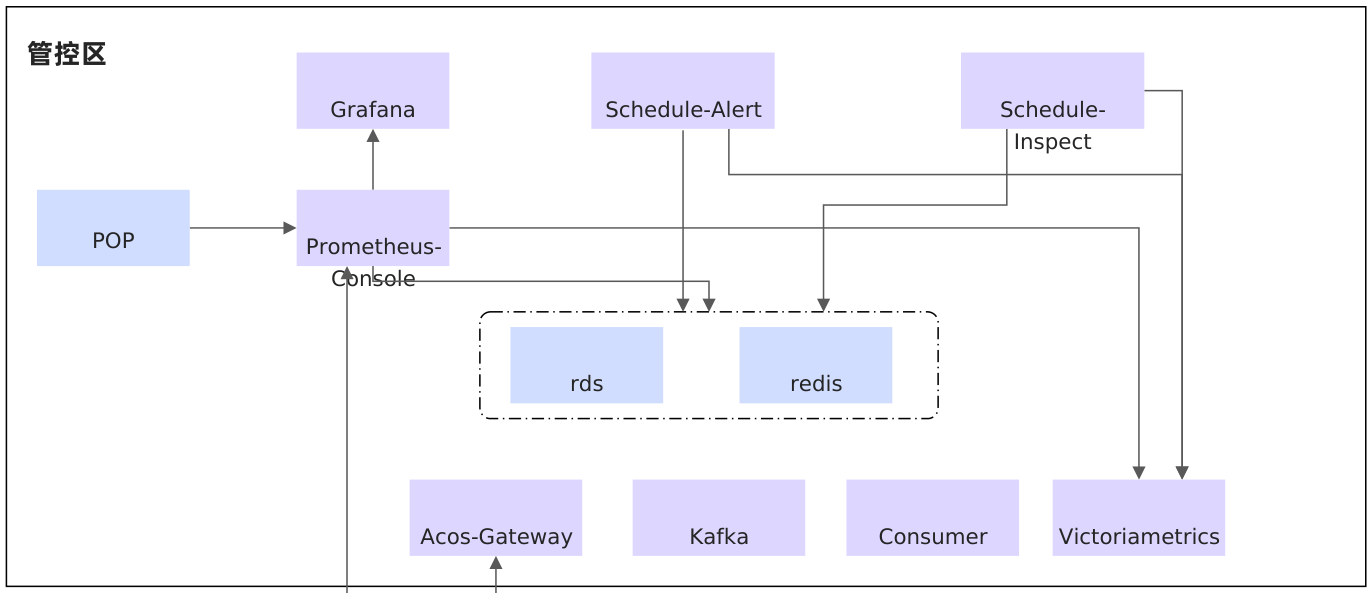 管控区
Grafana
Schedule-Alert
Schedule-
Inspect
POP
Prometheus-
Console
rds
redis
Acos-Gateway
Kafka
Consumer
Victoriametrics